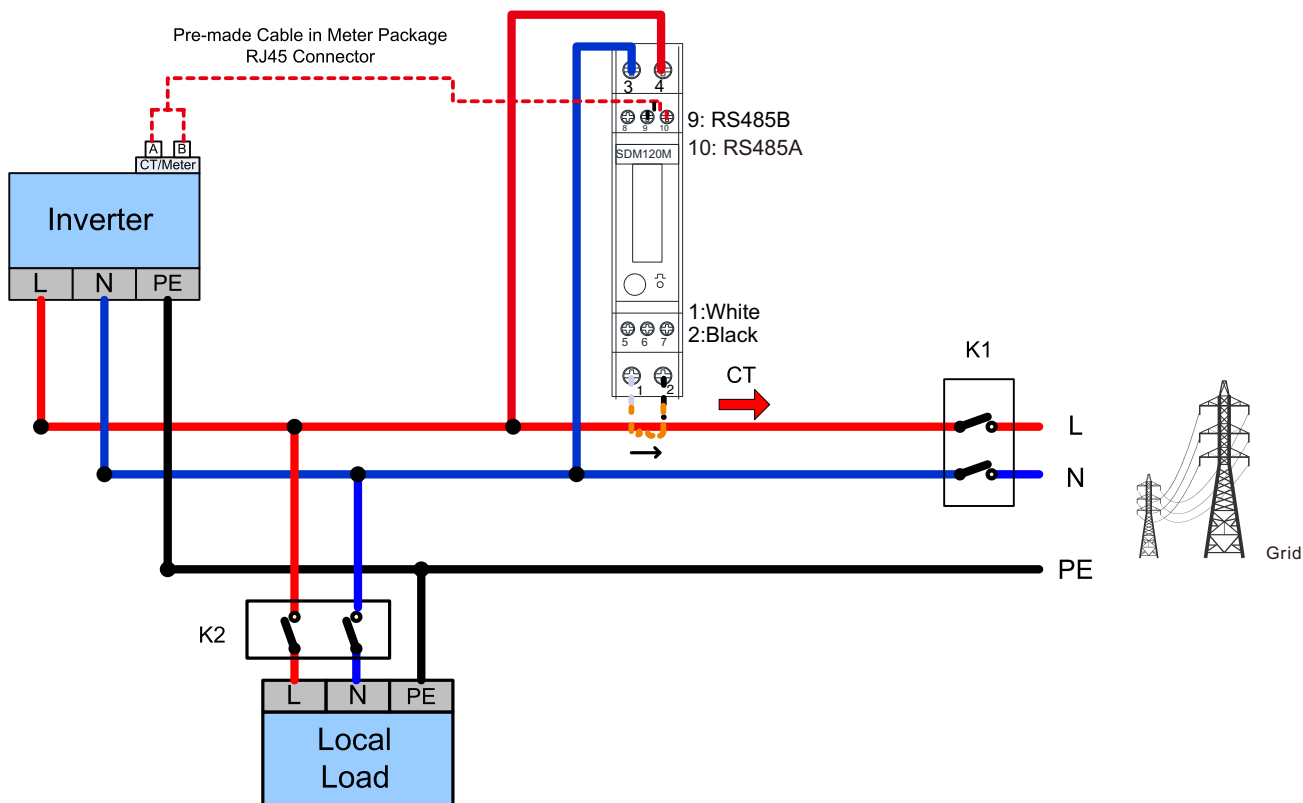 Pre-made Cable in Meter Package
RJ45 Connector
3 4
8 9 10
9: RS485B
10: RS485A
SDM120M
A B
CT/Meter
Inverter
L N PE
1:White
2:Black
5 6 7
1 2
CT
K1
L
N
PE
Grid
K2
L N PE
Local
Load